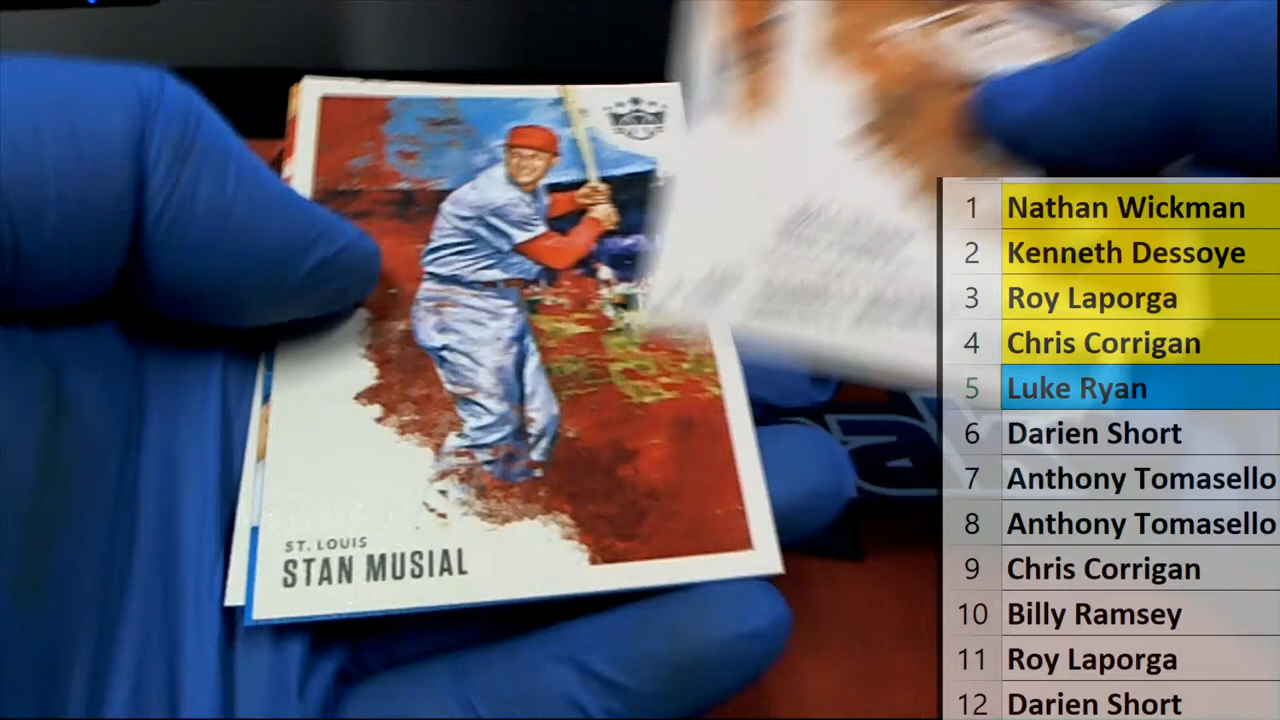 ST. LOUIS
STAN MUSIAL
1 Nathan Wickman
2 Kenneth Dessoye
3 Roy Laporga
4 Chris Corrigan
5 Luke Ryan
6 Darien Short
7 Anthony Tomasello
8 Anthony Tomasello
9 Chris Corrigan
10 Billy Ramsey
11 Roy Laporga
12 Darien Short